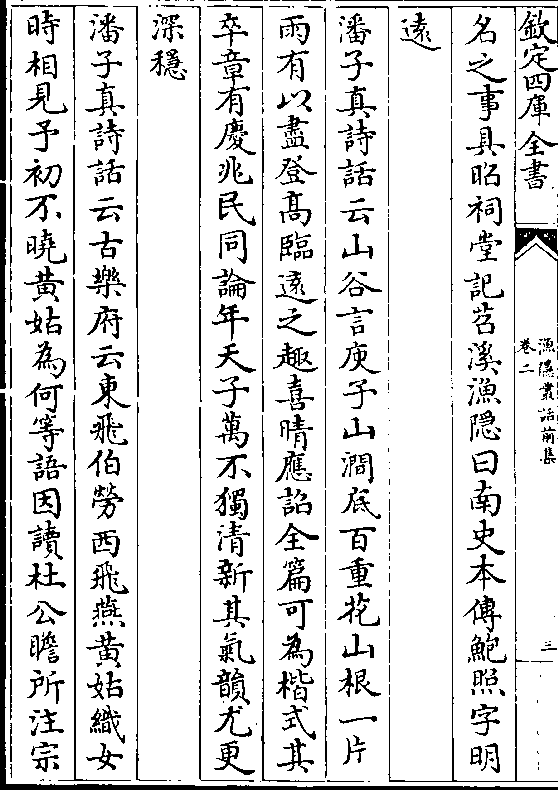 欽定四庫全書
漁隱叢話前集
卷二
三
名之事具昭祠堂記苕溪漁隱曰南史本傳鮑照字明
遠
潘子真詩話云山谷言庾子山澗底百重花山根一片
雨有以盡登髙臨遠之趣喜晴應詔全篇可為楷式其
卒章有慶兆民同論年天子萬不獨清新其氣韻尤更
深穩
潘子真詩話云古樂府云東飛伯勞西飛燕黄姑織女
時相見予初不曉黄姑為何等語因讀杜公瞻所注宗